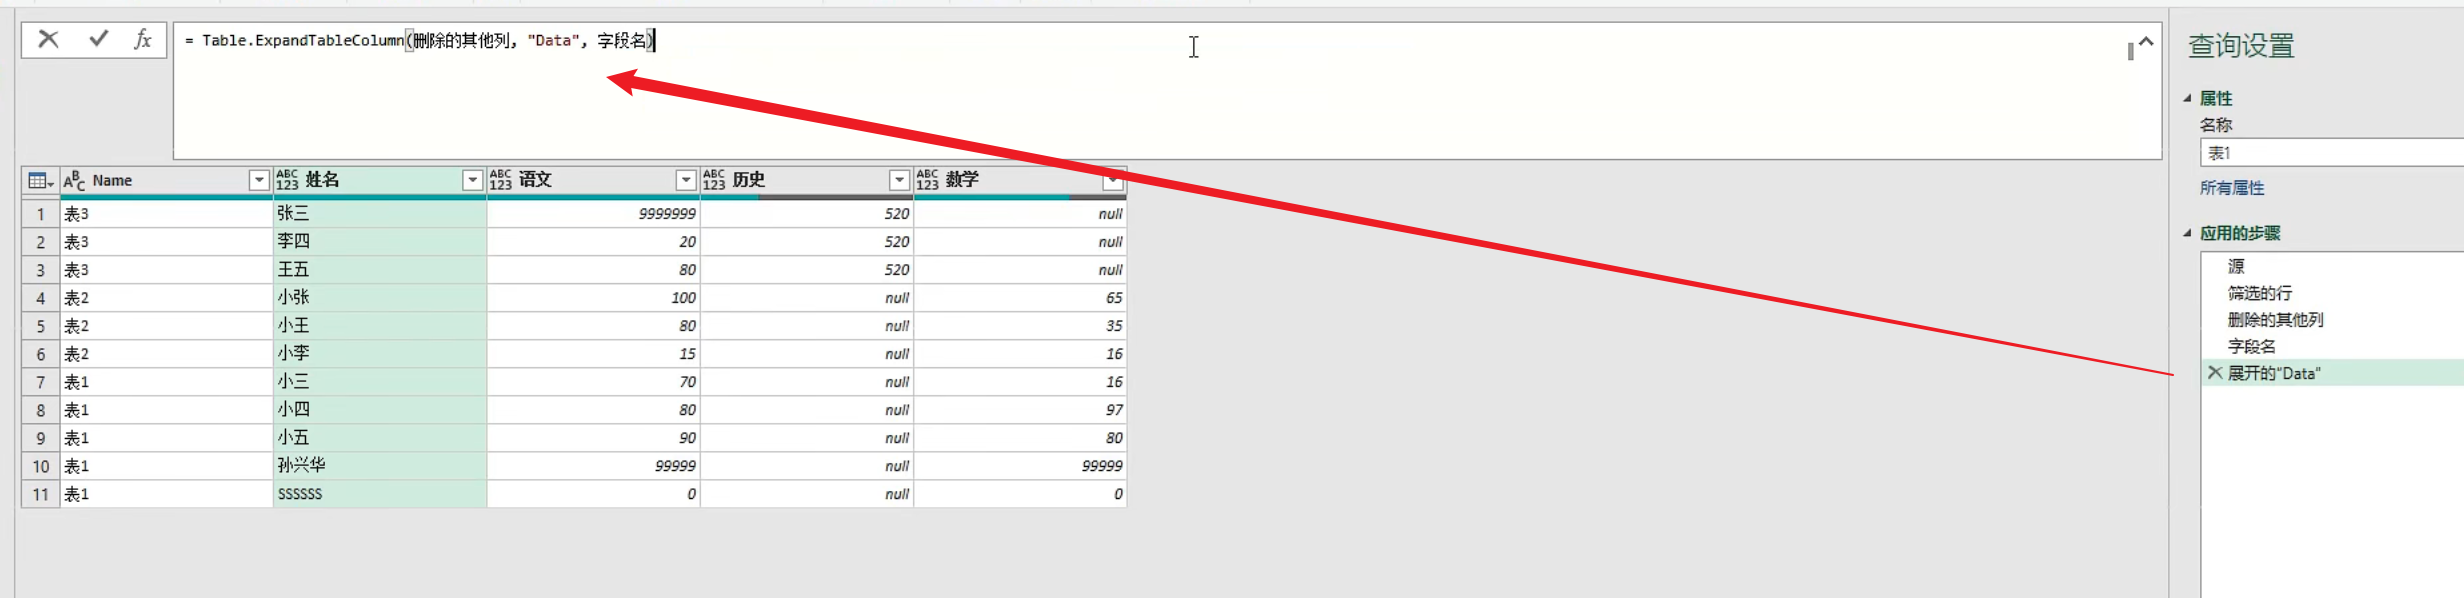 = Table.ExpandTableColumn(删除的其他列, "Data", 字段名)
查询设置
属性
名称
表1
所有属性
应用的步骤
源
筛选的行
删除的其他列
字段名
展开的"Data"
Name 姓名 语文 历史 数学
1 表3 张三 9999999 520 null
2 表3 李四 20 520 null
3 表3 王五 80 520 null
4 表2 小张 100 null 65
5 表2 小王 80 null 35
6 表2 小李 15 null 16
7 表1 小三 70 null 16
8 表1 小四 80 null 97
9 表1 小五 90 null 80
10 表1 孙兴华 99999 null 99999
11 表1 SSSSSS 0 null 0